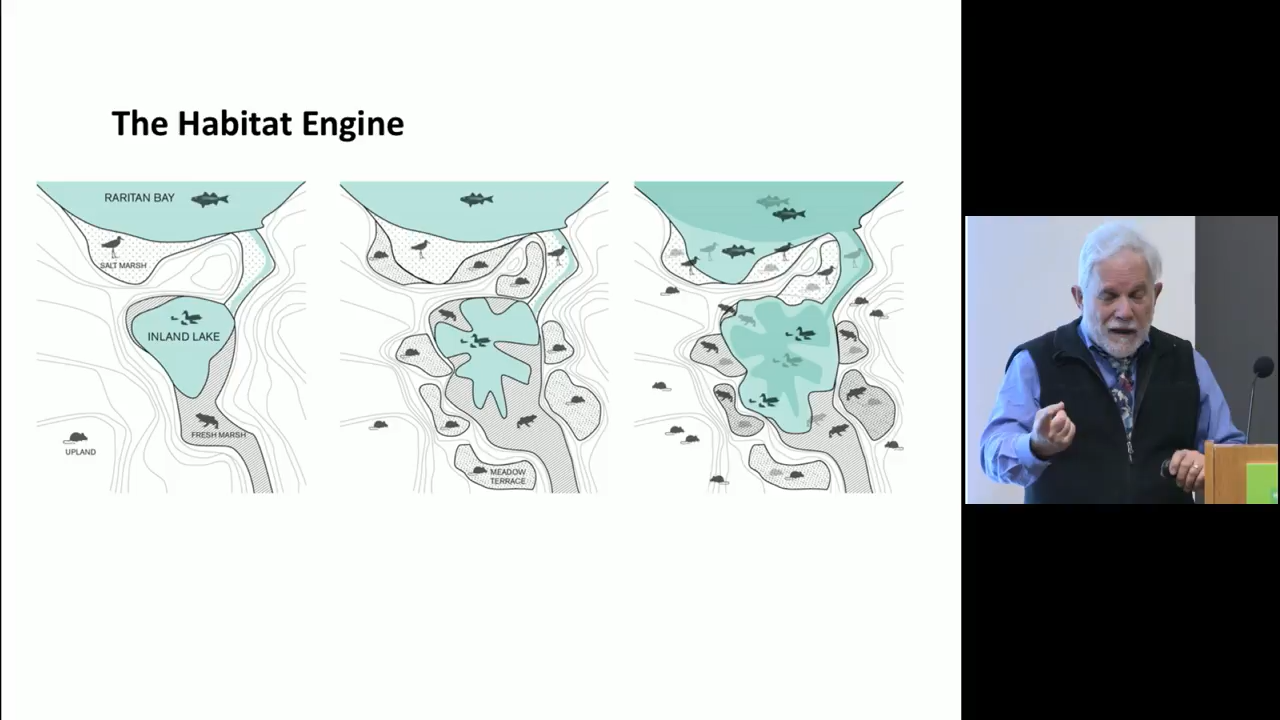 The Habitat Engine
RARITAN BAY
SALT MARSH
INLAND LAKE
FRESH MARSH
UPLAND
MEADOW
TERRACE